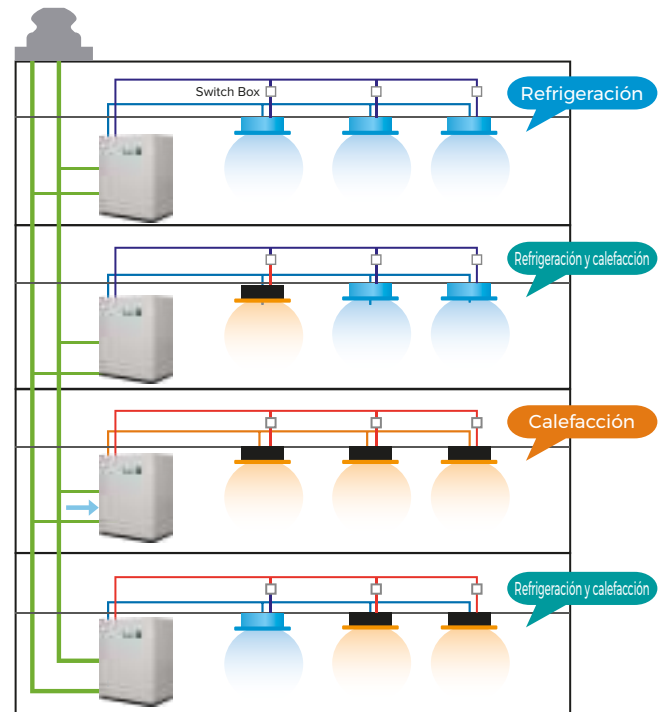 Switch Box
Refrigeración
Refrigeración y calefacción
Calefacción
Refrigeración y calefacción